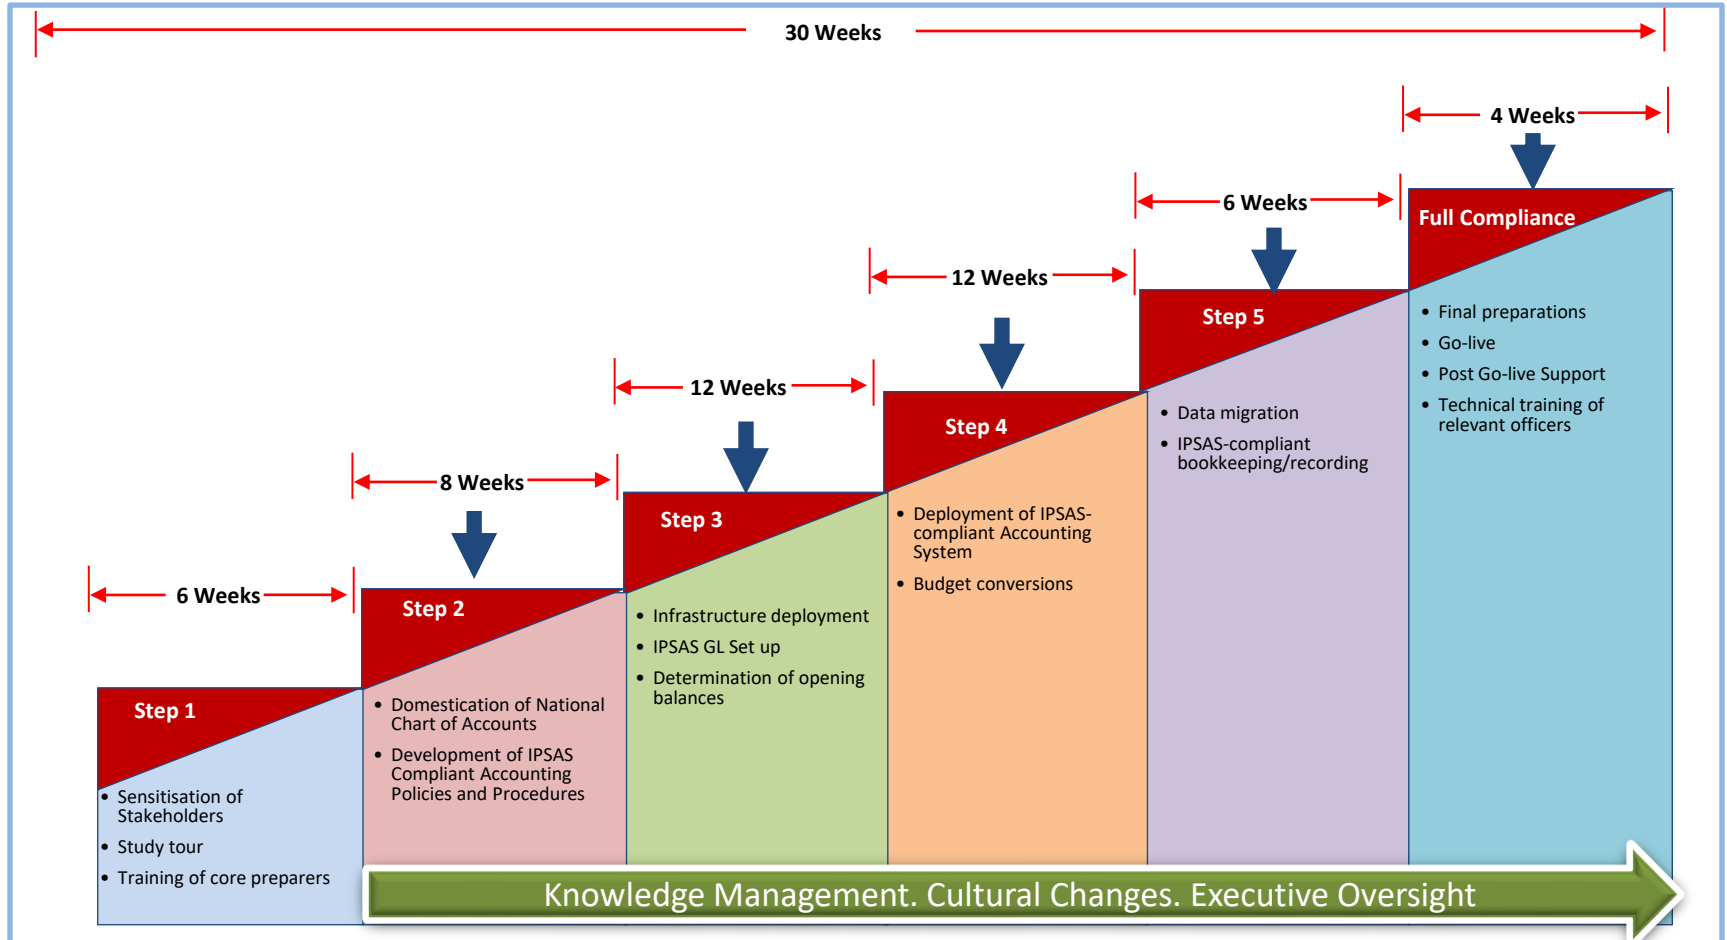 30 Weeks
4 Weeks
Full Compliance
• Final preparations
• Go-live
• Post Go-live Support
• Technical training of
relevant officers
6 Weeks
Step 5
• Data migration
• IPSAS-compliant
bookkeeping/recording
12 Weeks
Step 4
• Deployment of IPSAS-
compliant Accounting
System
• Budget conversions
12 Weeks
Step 3
• Infrastructure deployment
• IPSAS GL Set up
• Determination of opening
balances
8 Weeks
Step 2
• Domestication of National
Chart of Accounts
• Development of IPSAS
Compliant Accounting
Policies and Procedures
6 Weeks
Step 1
• Sensitisation of
Stakeholders
• Study tour
• Training of core preparers
Knowledge Management. Cultural Changes. Executive Oversight